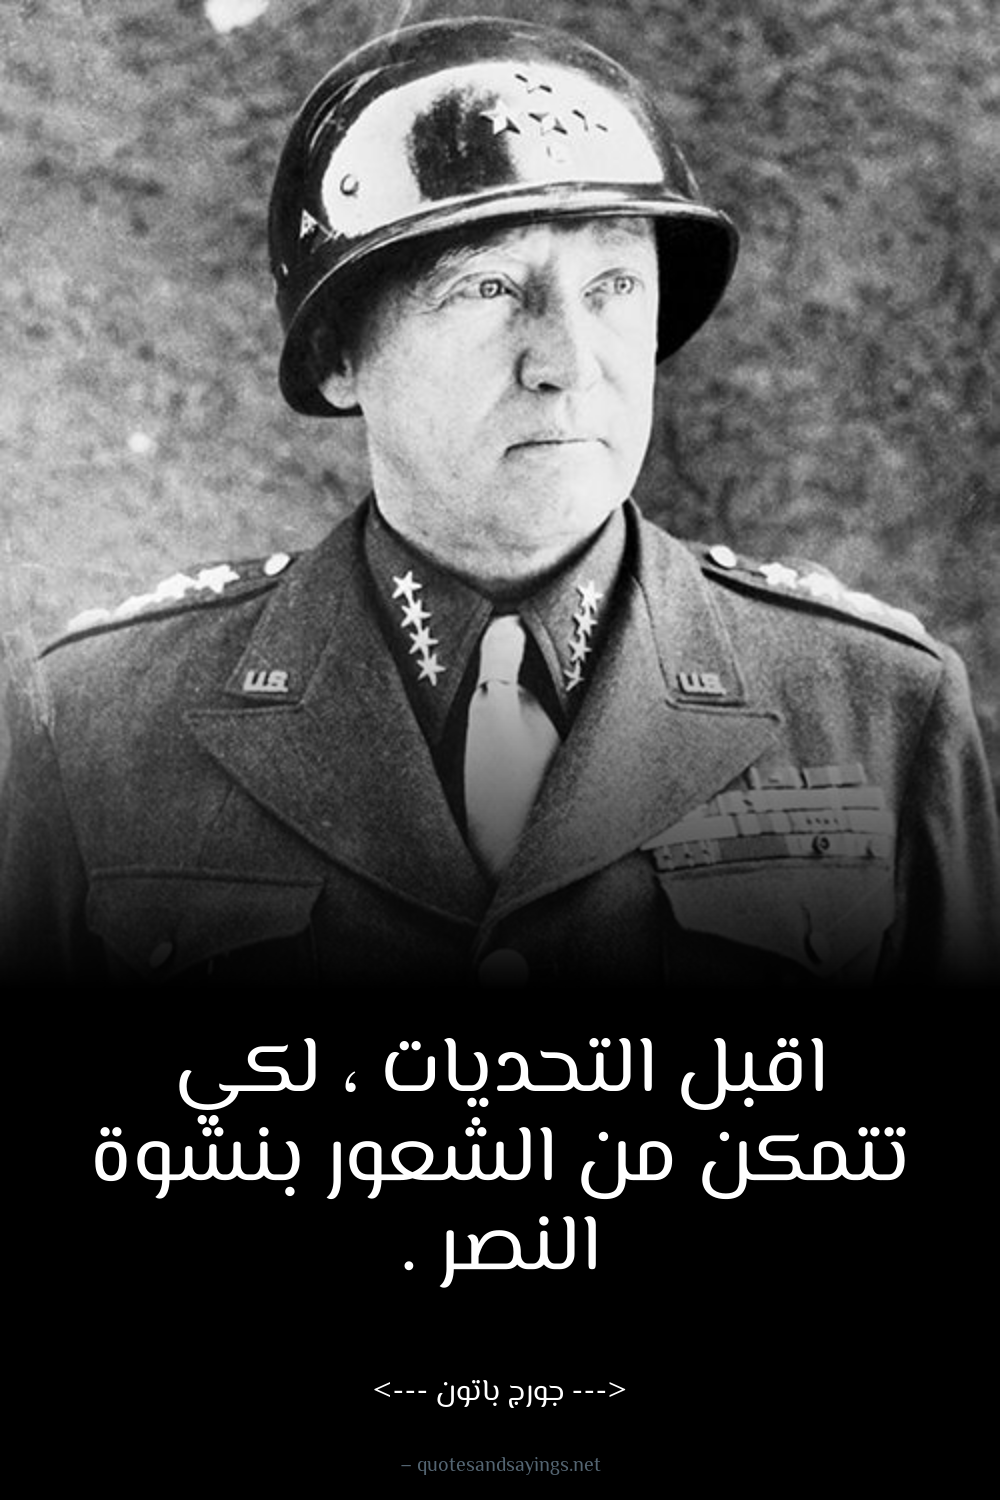 U.S.
U.S.
اقبل التحديات ، لكي
تتمكن من الشعور بنشوة
النصر .
<--- جورج باتون --->
– quotesandsayings.net